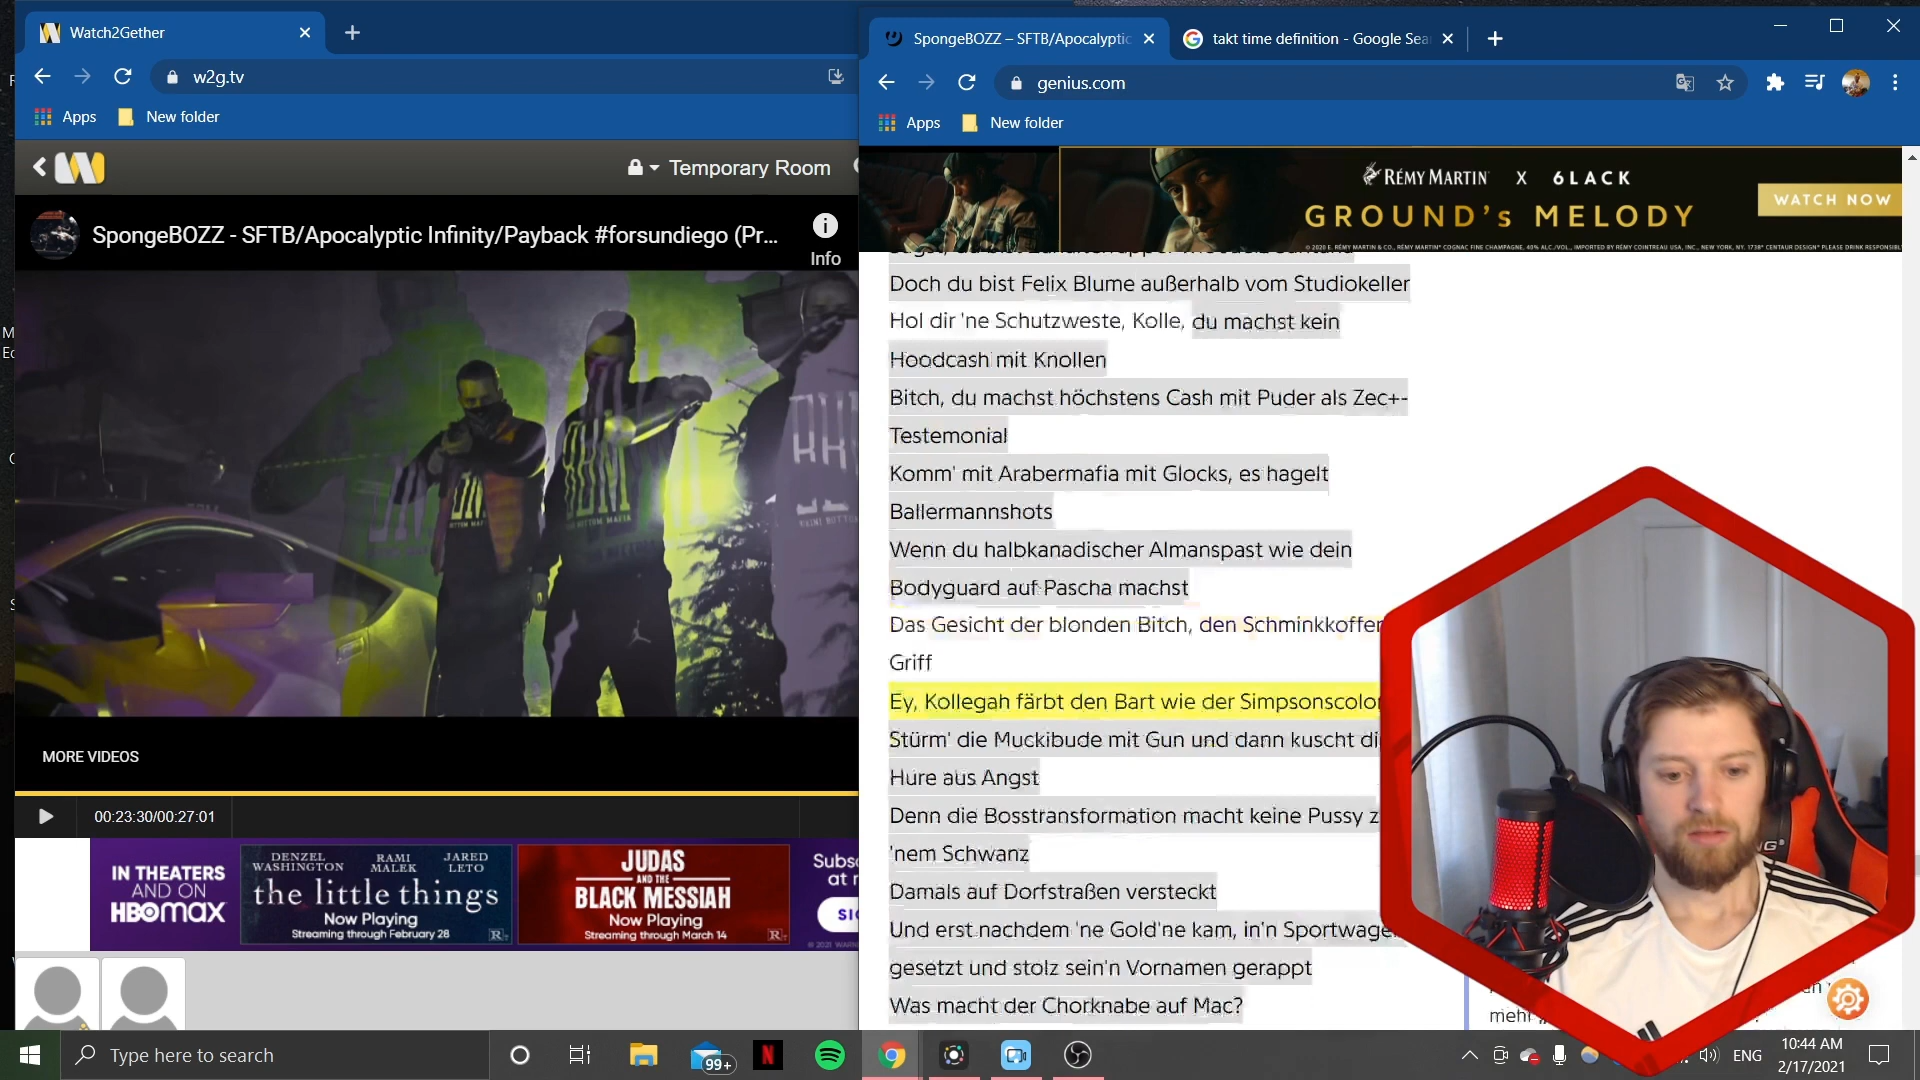 Watch2Gether
w2g.tv
Apps
New folder
Temporary Room
SpongeBOZZ - SFTB/Apocalyptic Infinity/Payback #forsundiego (Pr...
Info
MORE VIDEOS
00:23:30/00:27:01
IN THEATERS
AND ON
HBOMAX
DENZEL WASHINGTON
RAMI MALEK
JARED LETO
the little things
Now Playing
Streaming through February 28
R
JUDAS
AND THE
BLACK MESSIAH
Now Playing
Streaming through March 14
R
SpongeBOZZ – SFTB/Apocalyptic
takt time definition - Google Sea
genius.com
Apps
New folder
RÉMY MARTIN X 6LACK
GROUND's MELODY
WATCH NOW
Doch du bist Felix Blume außerhalb vom Studiokeller
Hol dir 'ne Schutzweste, Kolle, du machst kein
Hoodcash mit Knollen
Bitch, du machst höchstens Cash mit Puder als Zec+-
Testemonial
Komm' mit Arabermafia mit Glocks, es hagelt
Ballermannshots
Wenn du halbkanadischer Almanspast wie dein
Bodyguard auf Pascha machst
Das Gesicht der blonden Bitch, den Schminkkoffer
Griff
Ey, Kollegah färbt den Bart wie der Simpsonscolo
Stürm' die Muckibude mit Gun und dann kuscht di
Hure aus Angst
Denn die Bosstransformation macht keine Pussy z
'nem Schwanz
Damals auf Dorfstraßen versteckt
Und erst nachdem 'ne Gold'ne kam, in'n Sportwage
gesetzt und stolz sein'n Vornamen gerappt
Was macht der Chorknabe auf Mac?
mehr
Type here to search
99+
N
ENG
10:44 AM
2/17/2021